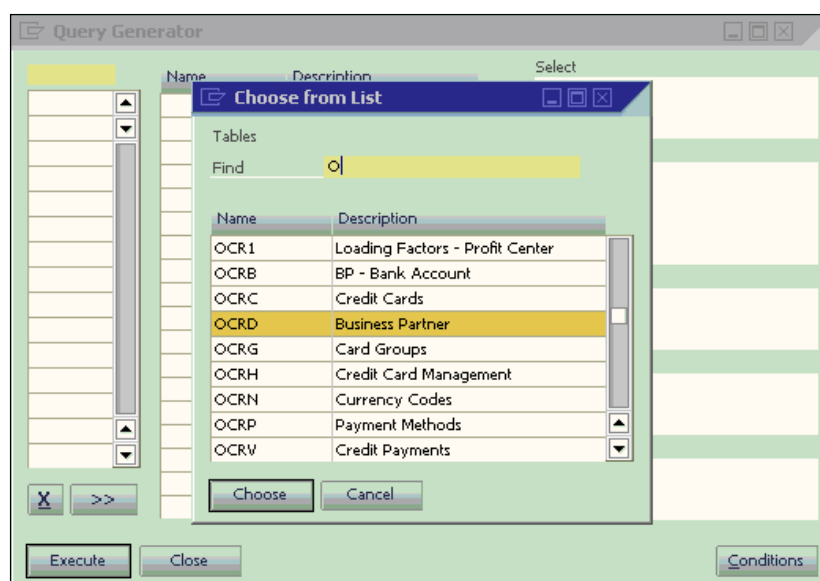 Query Generator
Select
Name Description
Choose from List
Tables
Find O
Name Description
OCR1 Loading Factors - Profit Center
OCRB BP - Bank Account
OCRC Credit Cards
OCRD Business Partner
OCRG Card Groups
OCRH Credit Card Management
OCRN Currency Codes
OCRP Payment Methods
OCRV Credit Payments
Choose Cancel
X >>
Execute Close Conditions